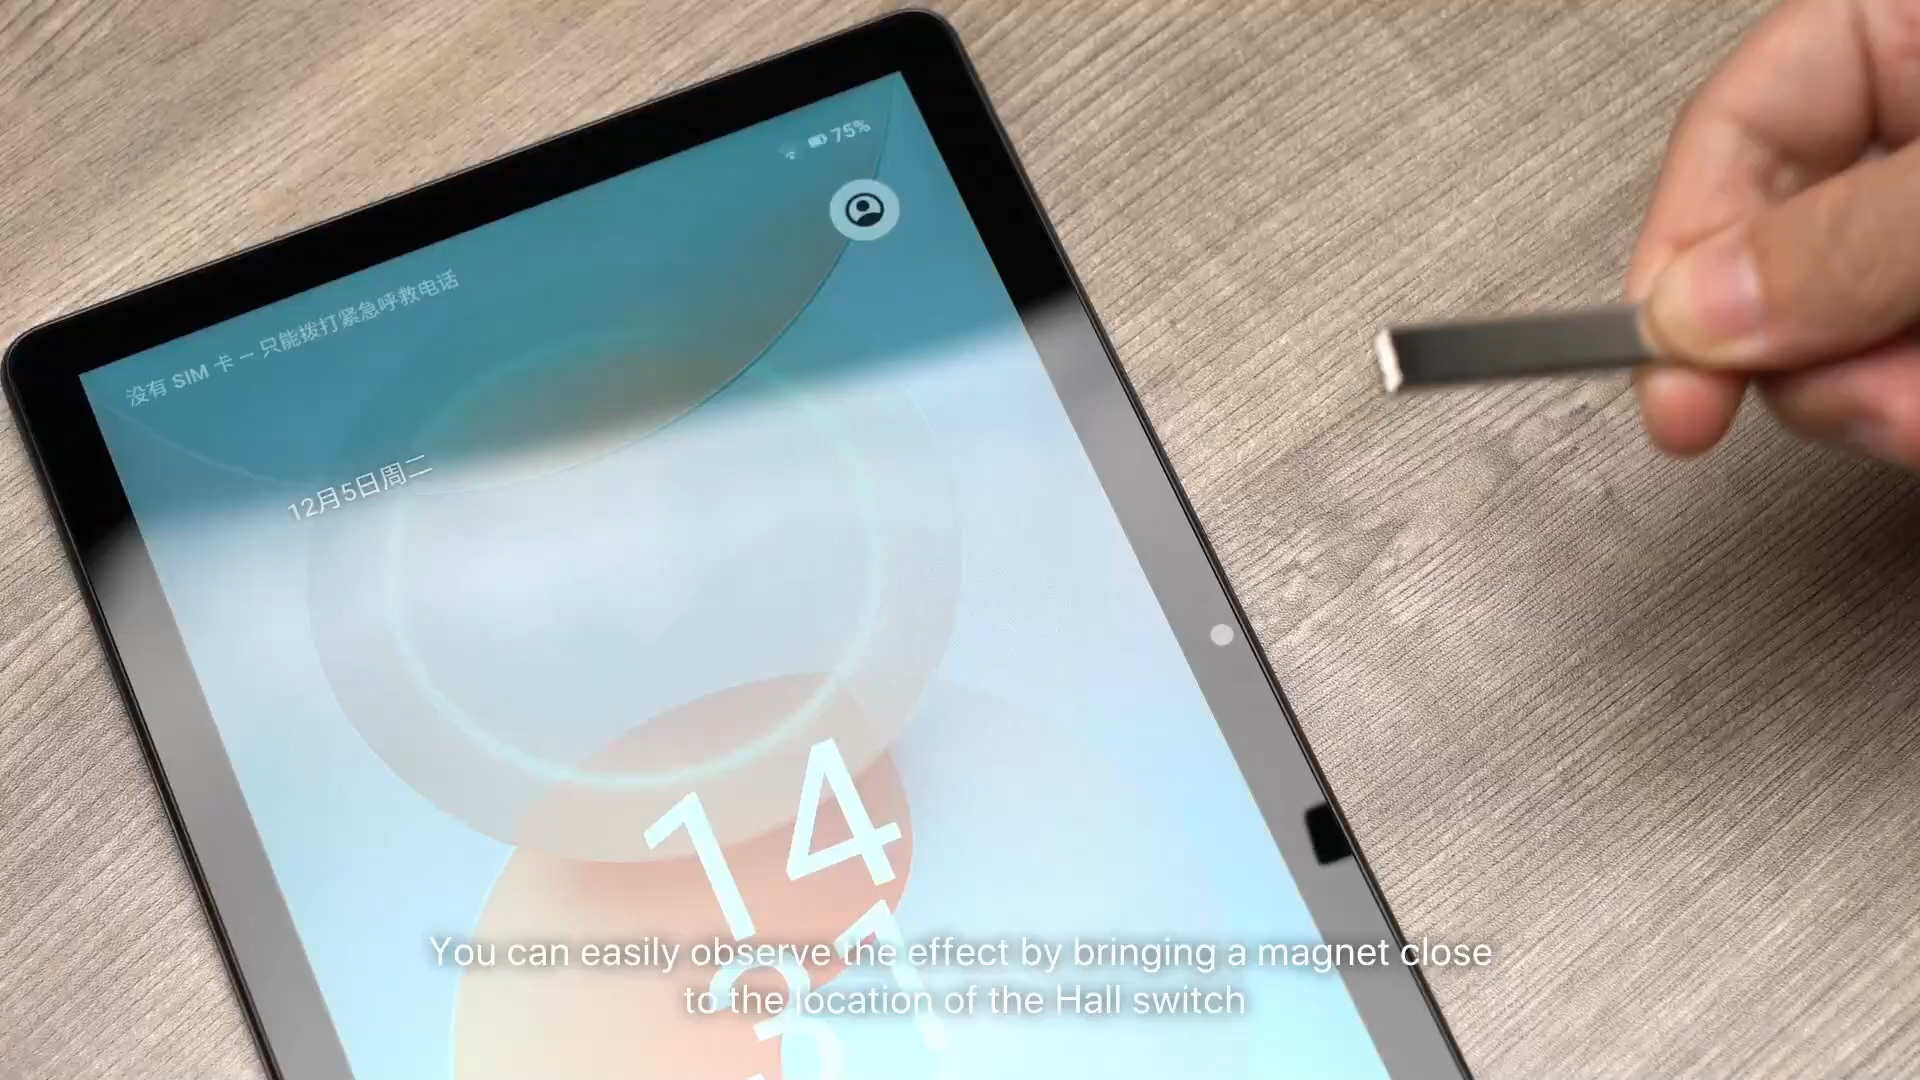 75%
没有 SIM 卡 — 只能拨打紧急呼救电话
12月5日周二
14
31
You can easily observe the effect by bringing a magnet close
to the location of the Hall switch